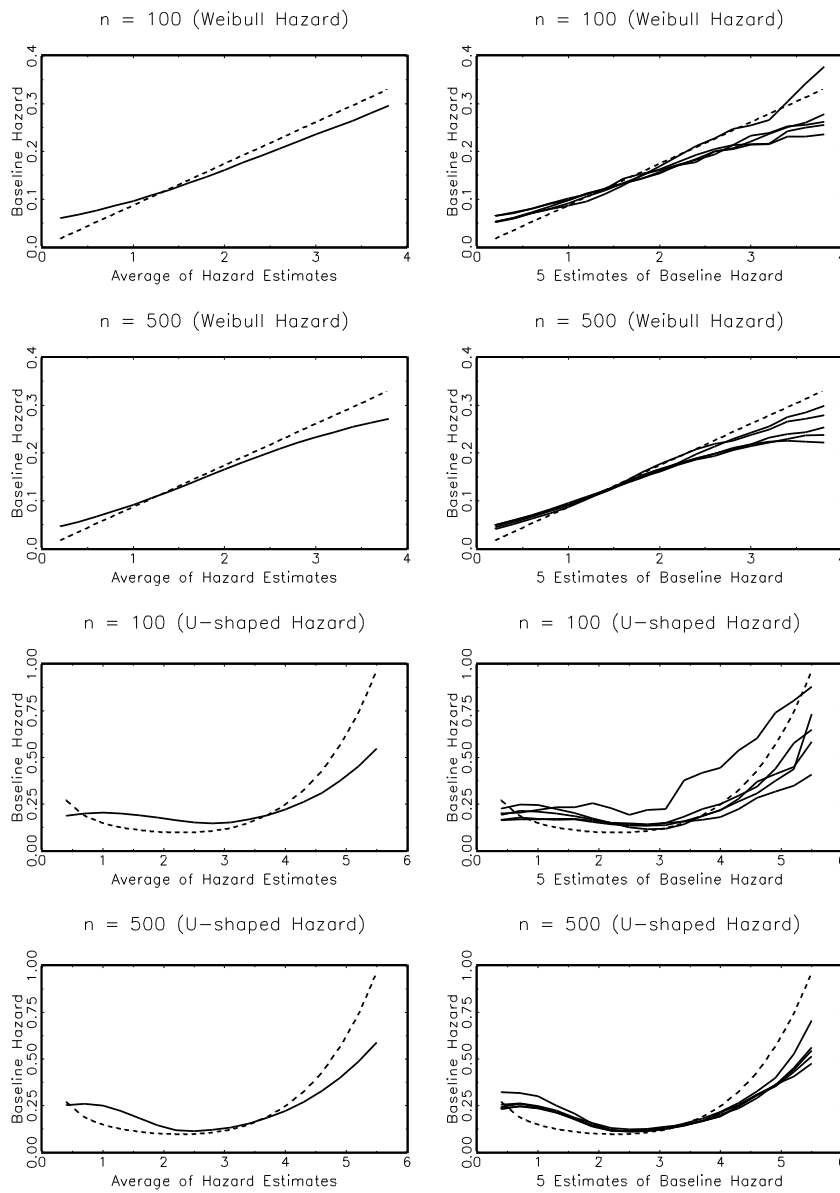 n = 100 (Weibull Hazard)
Baseline Hazard
0.0 0.1 0.2 0.3 0.4
0 1 2 3 4
Average of Hazard Estimates
n = 100 (Weibull Hazard)
Baseline Hazard
0.0 0.1 0.2 0.3 0.4
0 1 2 3
5 Estimates of Baseline Hazard
n = 500 (Weibull Hazard)
Baseline Hazard
0.0 0.1 0.2 0.3 0.4
0 1 2 3 4
Average of Hazard Estimates
n = 500 (Weibull Hazard)
Baseline Hazard
0.0 0.1 0.2 0.3 0.4
0 1 2 3
5 Estimates of Baseline Hazard
n = 100 (U-shaped Hazard)
Baseline Hazard
0.00 0.25 0.50 0.75 1.00
0 1 2 3 4 5 6
Average of Hazard Estimates
n = 100 (U-shaped Hazard)
Baseline Hazard
0.00 0.25 0.50 0.75 1.00
0 1 2 3 4 5
5 Estimates of Baseline Hazard
n = 500 (U-shaped Hazard)
Baseline Hazard
0.00 0.25 0.50 0.75 1.00
0 1 2 3 4 5 6
Average of Hazard Estimates
n = 500 (U-shaped Hazard)
Baseline Hazard
0.00 0.25 0.50 0.75 1.00
0 1 2 3 4 5
5 Estimates of Baseline Hazard